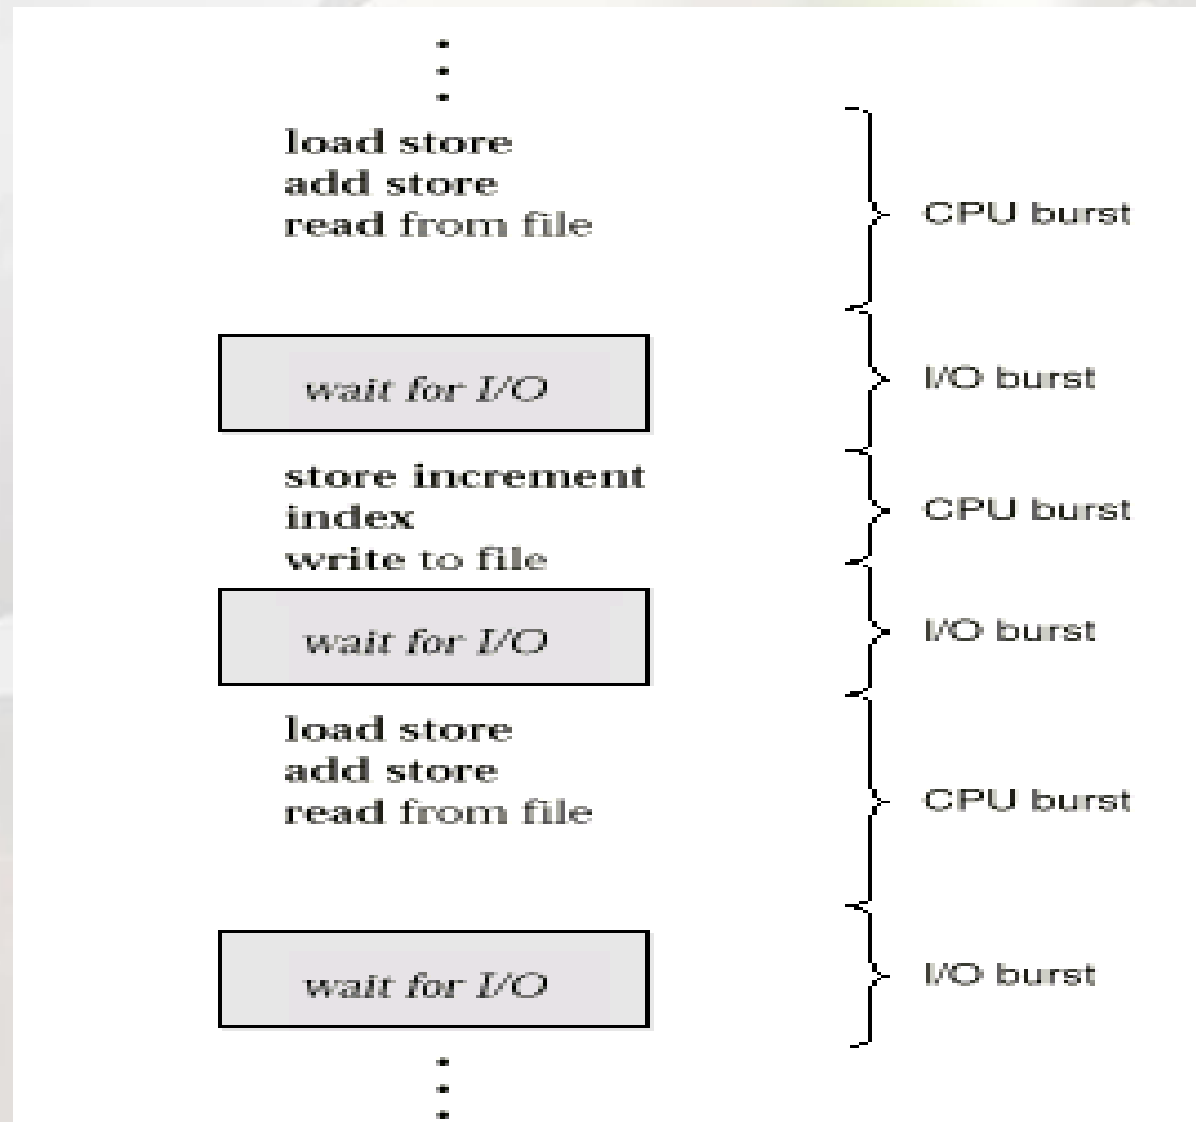 load store
add store
read from file
CPU burst
wait for I/O
I/O burst
store increment
index
write to file
CPU burst
wait for I/O
I/O burst
load store
add store
read from file
CPU burst
wait for I/O
I/O burst